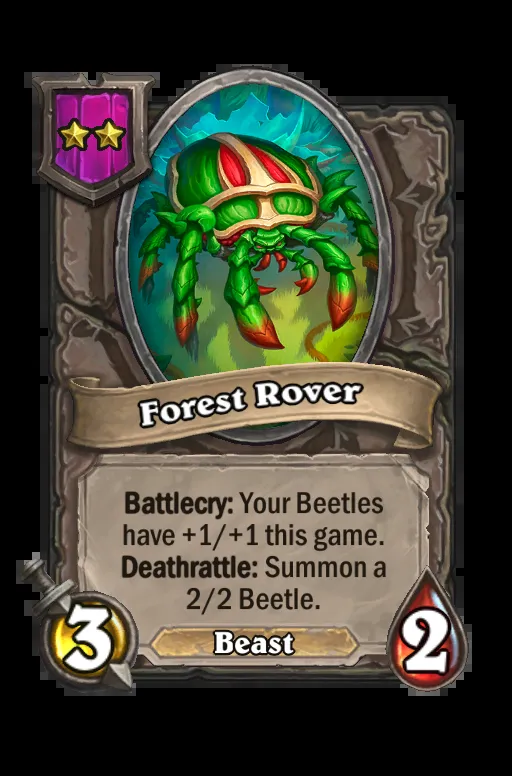 Forest Rover
Battlecry: Your Beetles
have +1/+1 this game.
Deathrattle: Summon a
2/2 Beetle.
3
Beast
2